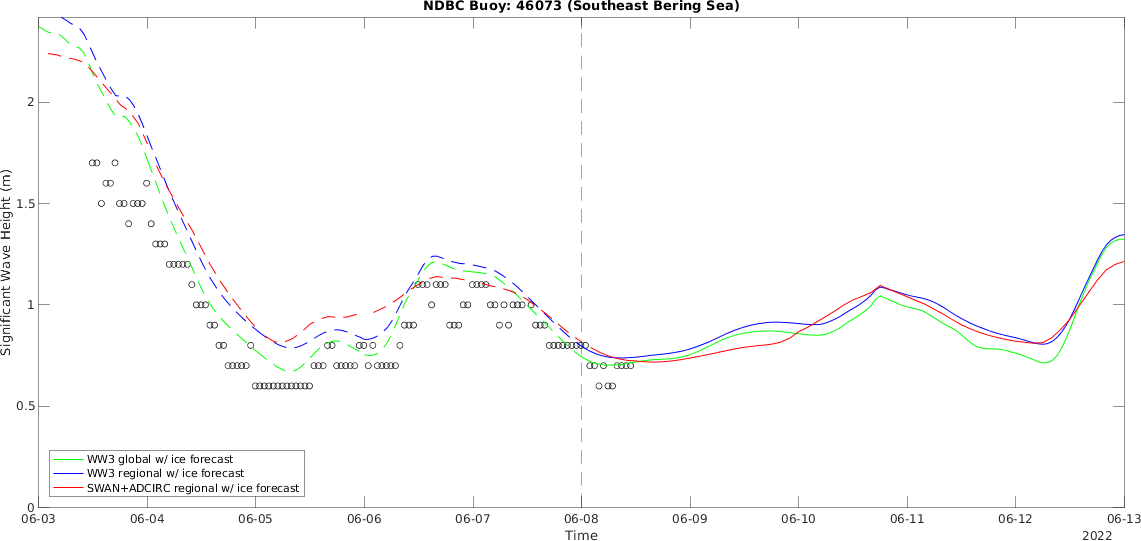 NDBC Buoy: 46073 (Southeast Bering Sea)
Significant Wave Height (m)
2
1.5
1
0.5
0
WW3 global w/ ice forecast
WW3 regional w/ ice forecast
SWAN+ADCIRC regional w/ ice forecast
06-03 06-04 06-05 06-06 06-07 06-08 06-09 06-10 06-11 06-12 06-13
Time
2022